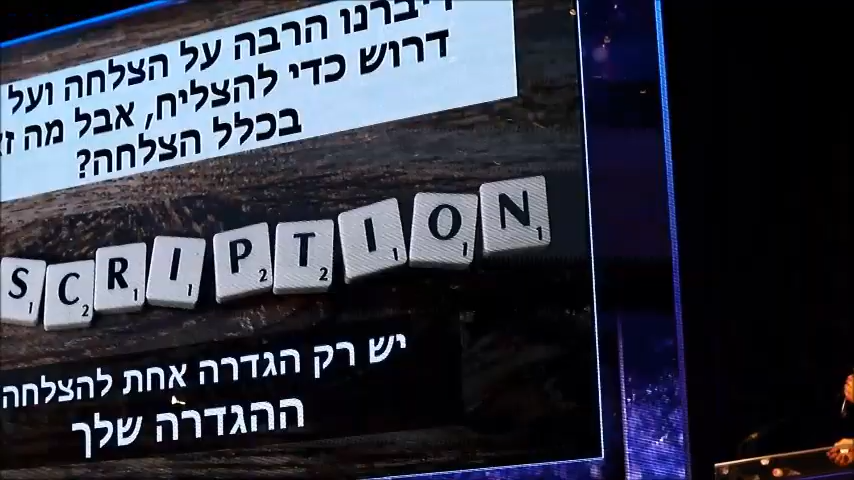 דיברנו הרבה על הצלחה ועל
דרוש כדי להצליח, אבל מה
בכלל הצלחה?
SCRIPTION
יש רק הגדרה אחת להצלחה
ההגדרה שלך